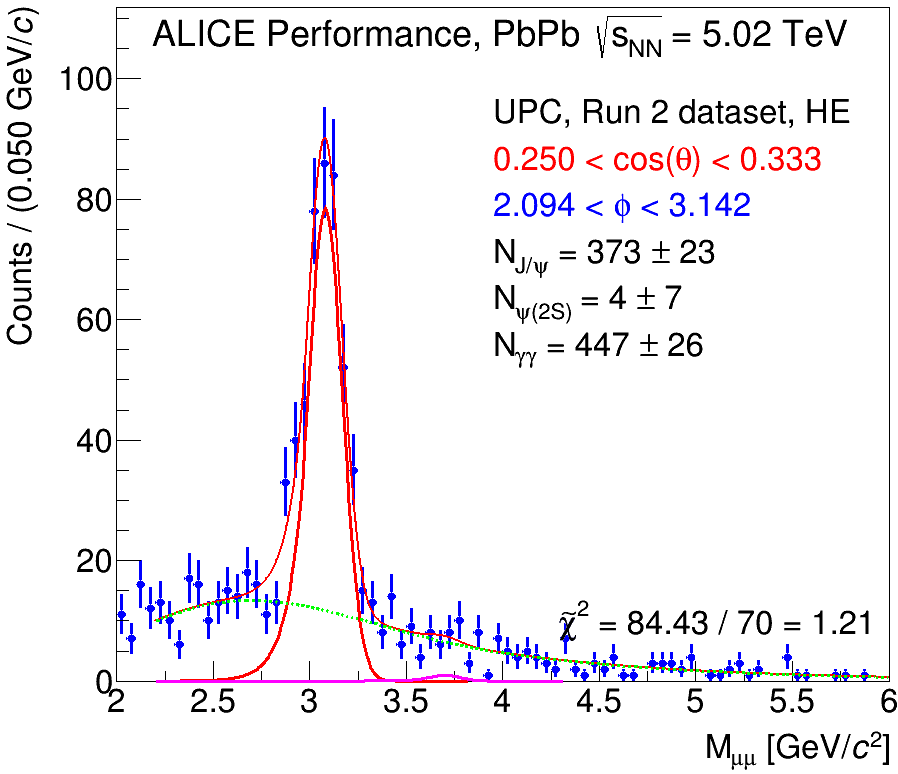 ALICE Performance, PbPb √s_NN = 5.02 TeV
Counts / (0.050 GeV/c)
100
80
60
40
20
0
UPC, Run 2 dataset, HE
0.250 < cos(θ) < 0.333
2.094 < ϕ < 3.142
N_J/ψ = 373 ± 23
N_ψ(2S) = 4 ± 7
N_γγ = 447 ± 26
χ̃² = 84.43 / 70 = 1.21
2 2.5 3 3.5 4 4.5 5 5.5 6
M_μμ [GeV/c²]